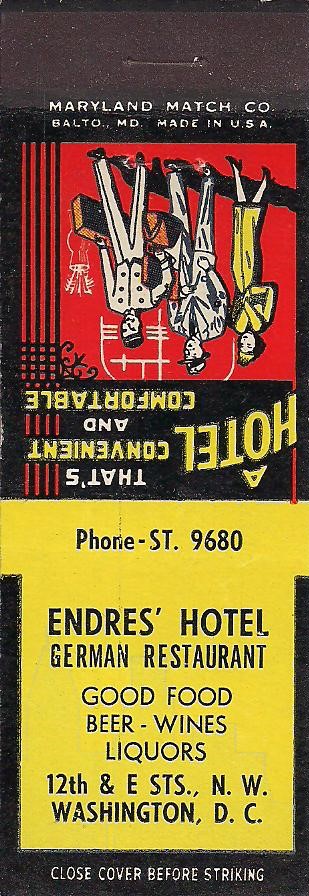 MARYLAND MATCH CO.
BALTO., MD. MADE IN U.S.A.
A
HOTEL
THAT'S
CONVENIENT
AND
COMFORTABLE
Phone-ST. 9680
ENDRES' HOTEL
GERMAN RESTAURANT
GOOD FOOD
BEER - WINES
LIQUORS
12th & E STS., N. W.
WASHINGTON, D. C.
CLOSE COVER BEFORE STRIKING